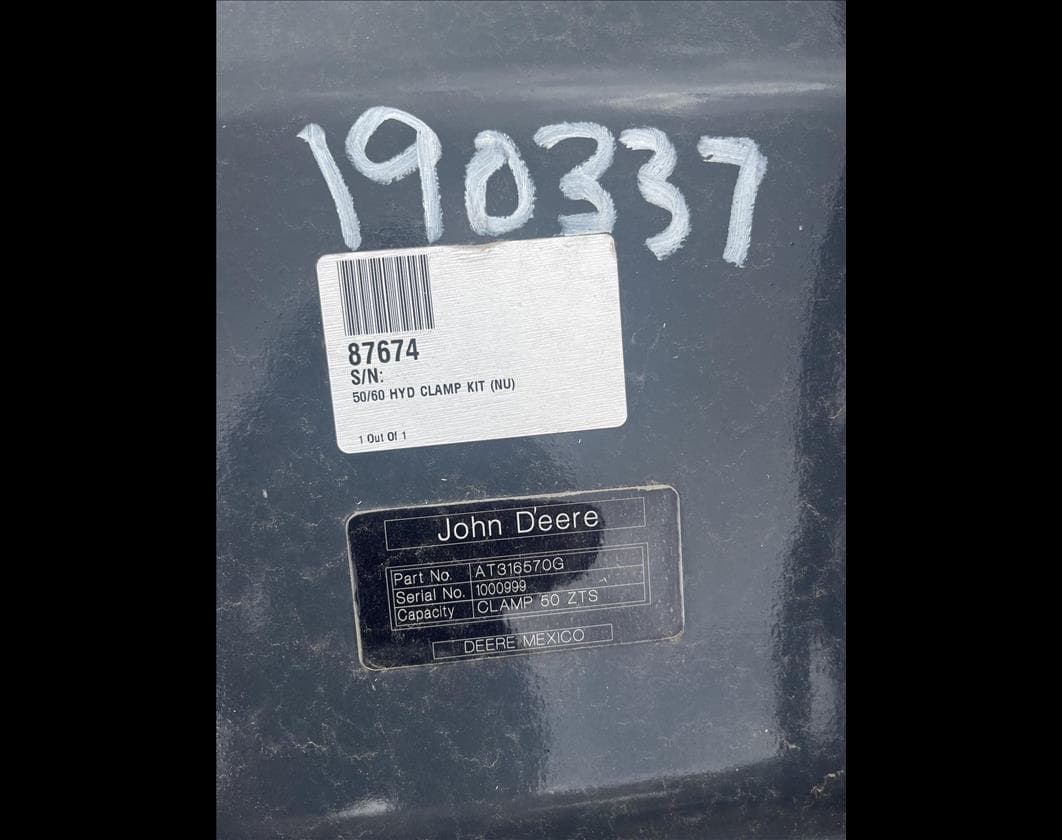 190337
87674
S/N:
50/60 HYD CLAMP KIT (NU)
1 Out Of 1
John Deere
Part No. AT316570G
Serial No. 1000999
Capacity CLAMP 50 ZTS
DEERE MEXICO